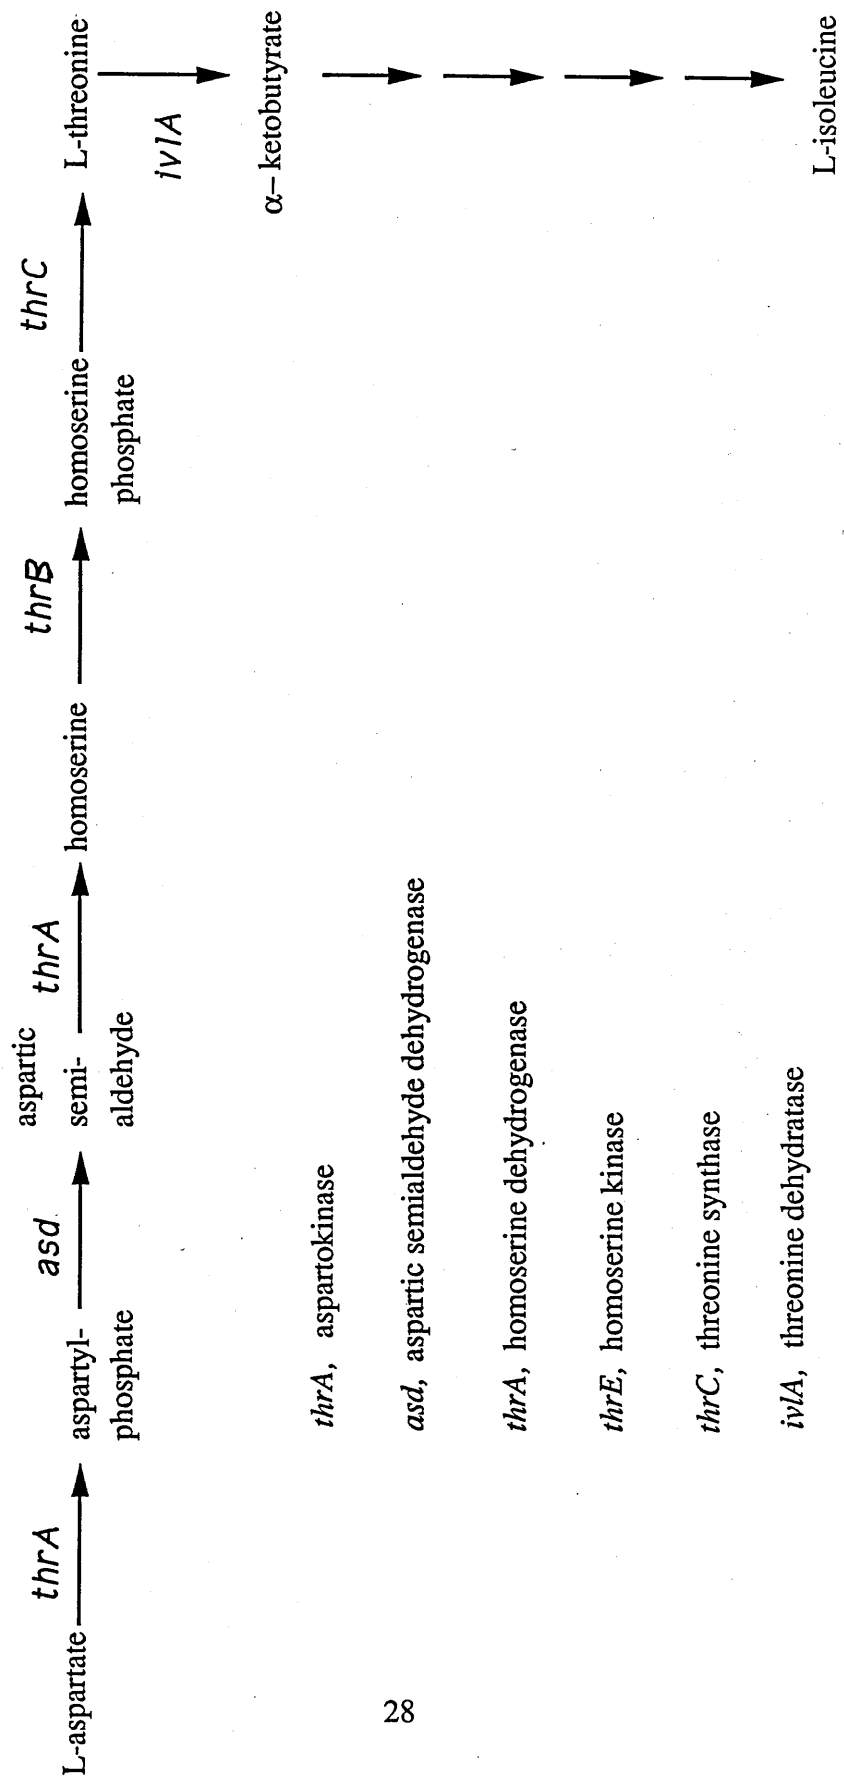 thrA
asd
aspartic
thrA
thrB
thrC
L-aspartate
aspartyl-
semi-
homoserine
homoserine
L-threonine
phosphate
aldehyde
phosphate
ivlA
α– ketobutyrate
L-isoleucine
thrA, aspartokinase
asd, aspartic semialdehyde dehydrogenase
thrA, homoserine dehydrogenase
thrE, homoserine kinase
thrC, threonine synthase
ivlA, threonine dehydratase
28